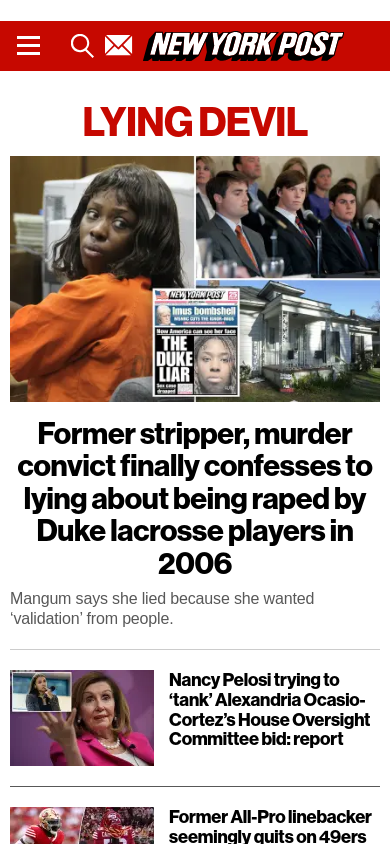 NEW YORK POST
LYING DEVIL
NEW YORK POST
Imus bombshell
Now America can see her face
THE
DUKE
LIAR
Sex case
dropped
Former stripper, murder
convict finally confesses to
lying about being raped by
Duke lacrosse players in
2006
Mangum says she lied because she wanted
‘validation’ from people.
Nancy Pelosi trying to
‘tank’ Alexandria Ocasio-
Cortez’s House Oversight
Committee bid: report
Former All-Pro linebacker
seemingly quits on 49ers